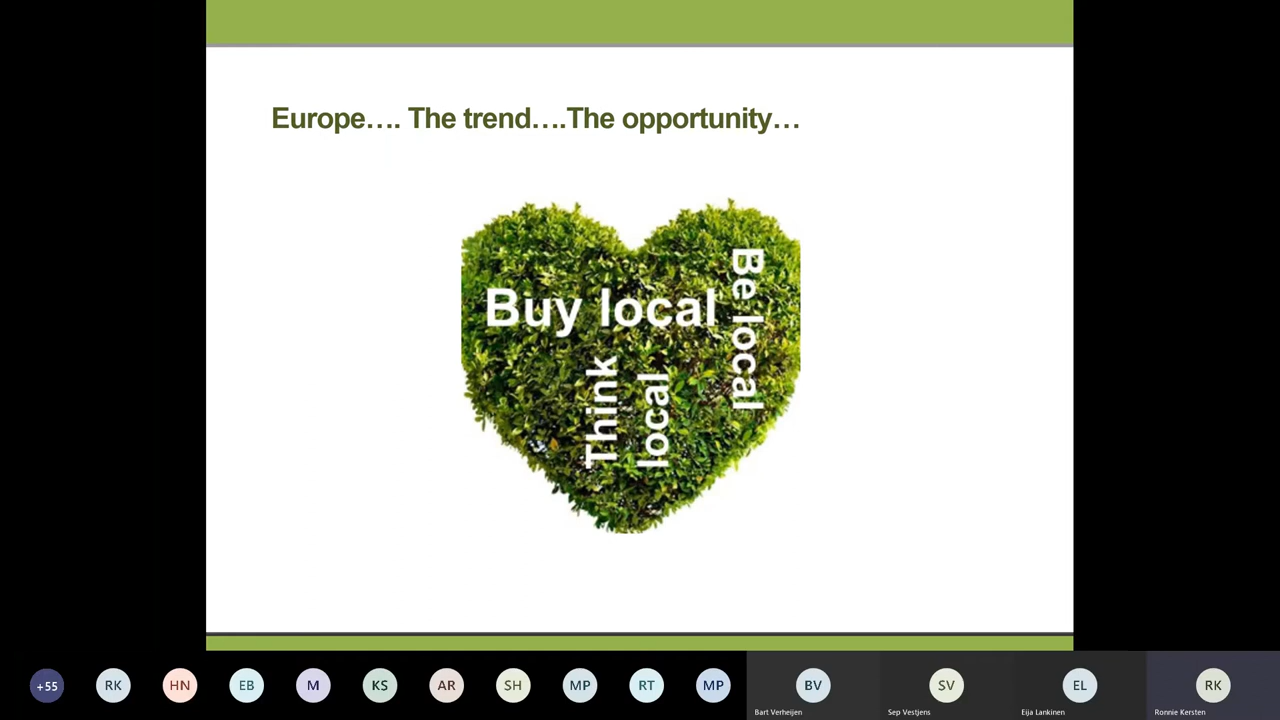 Europe…. The trend….The opportunity…
Buy local
Be local
Think
local
+55
RK
HN
EB
M
KS
AR
SH
MP
RT
MP
BV
SV
EL
RK
Bart Verheijen
Sep Vestjens
Eija Lankinen
Ronnie Kersten